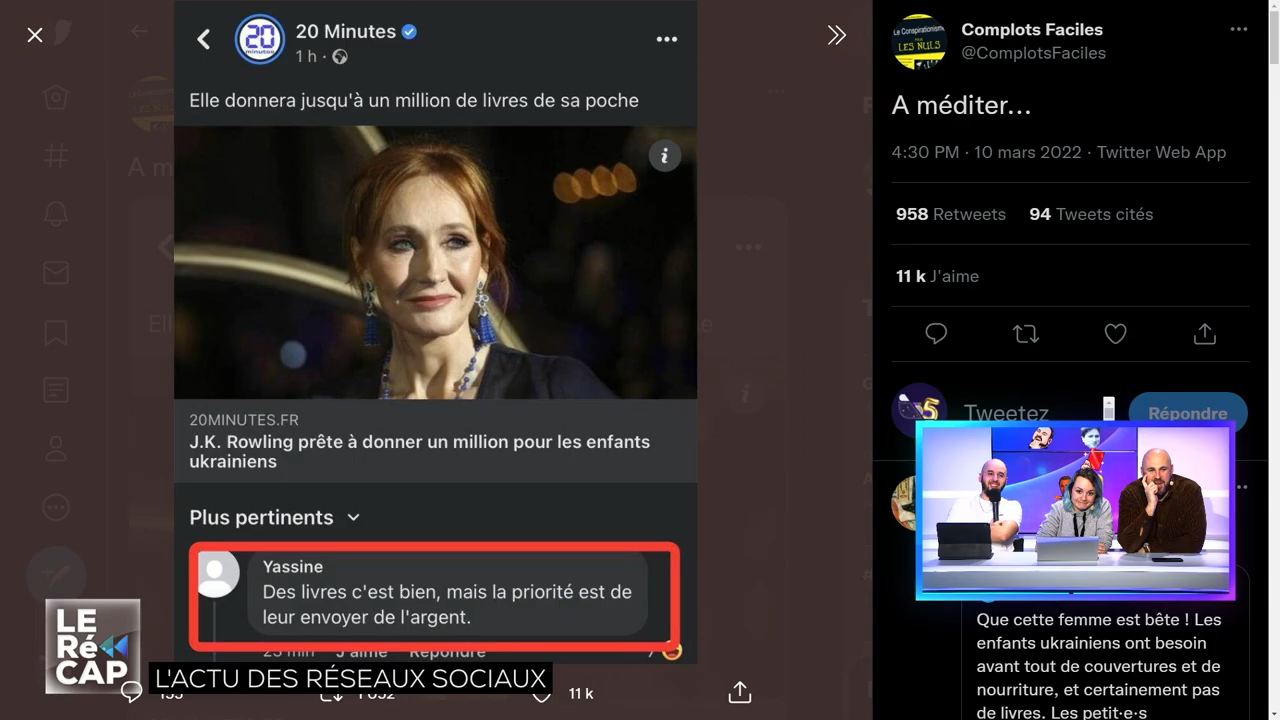 20 Minutes
1 h
Elle donnera jusqu'à un million de livres de sa poche
20MINUTES.FR
J.K. Rowling prête à donner un million pour les enfants
ukrainiens
Plus pertinents
Yassine
Des livres c'est bien, mais la priorité est de
leur envoyer de l'argent.
J'aime
Répondre
LE
Ré
CAP
L'ACTU DES RÉSEAUX SOCIAUX
11 k
Le Conspirationnisme
POUR
LES NULS
Complots Faciles
@ComplotsFaciles
A méditer…
4:30 PM · 10 mars 2022 · Twitter Web App
958 Retweets 94 Tweets cités
11 k J'aime
Tweetez
Répondre
Que cette femme est bête ! Les
enfants ukrainiens ont besoin
avant tout de couvertures et de
nourriture, et certainement pas
de livres. Les petit·e·s